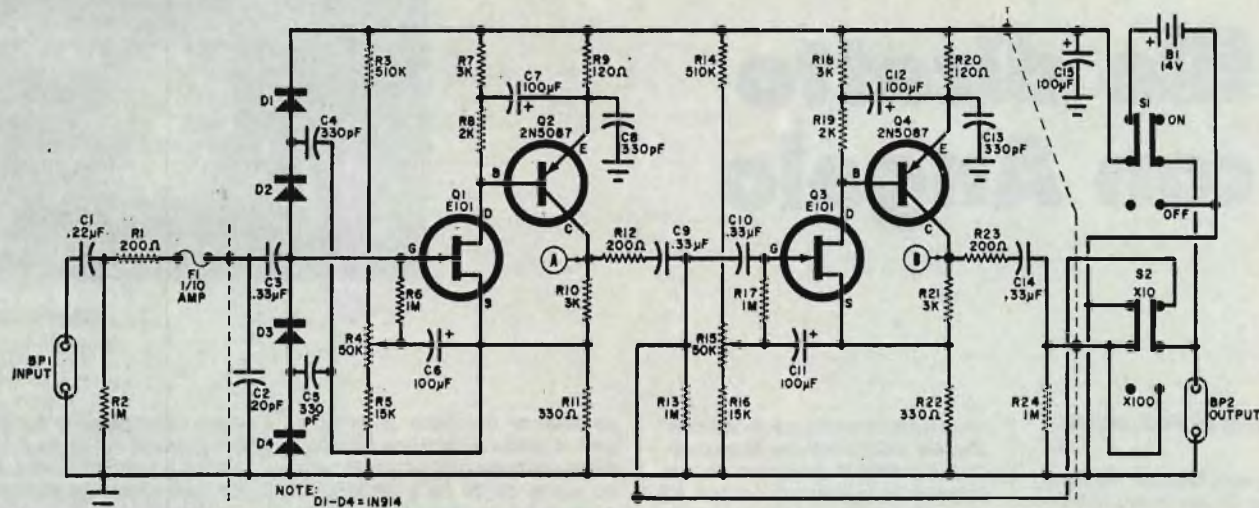 C1
.22µF
R1
200Ω
F1
1/10
AMP
BP1
INPUT
R2
1M
C2
20pF
C3
.33µF
D1
D2
D3
D4
C4
330pF
C5
330
pF
NOTE:
D1-D4=1N914
R3
510K
R4
50K
R5
15K
R6
1M
C6
100µF
R7
3K
R8
2K
C7
100µF
+
+
Q1
E101
G
D
S
Q2
2N5087
B
E
C
R9
120Ω
C8
330pF
A
R10
3K
R11
330Ω
R12
200Ω
C9
.33µF
R13
1M
C10
.33µF
R14
510K
R15
50K
R16
15K
R17
1M
C11
100µF
+
R18
3K
R19
2K
C12
100µF
+
Q3
E101
G
D
S
Q4
2N5087
B
E
C
R20
120Ω
C13
330pF
B
R21
3K
R22
330Ω
R23
200Ω
C14
.33µF
R24
1M
+
C15
100µF
+
B1
14V
S1
ON
OFF
S2
X10
X100
BP2
OUTPUT